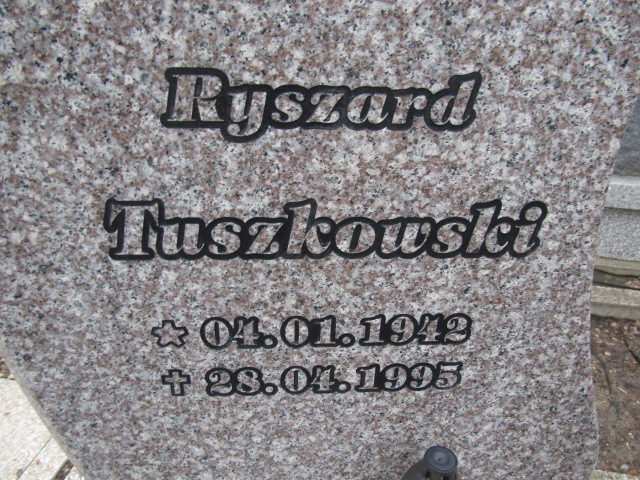 Ryszard
Tuszkowski
★ 04.01.1942
✝ 28.04.1995